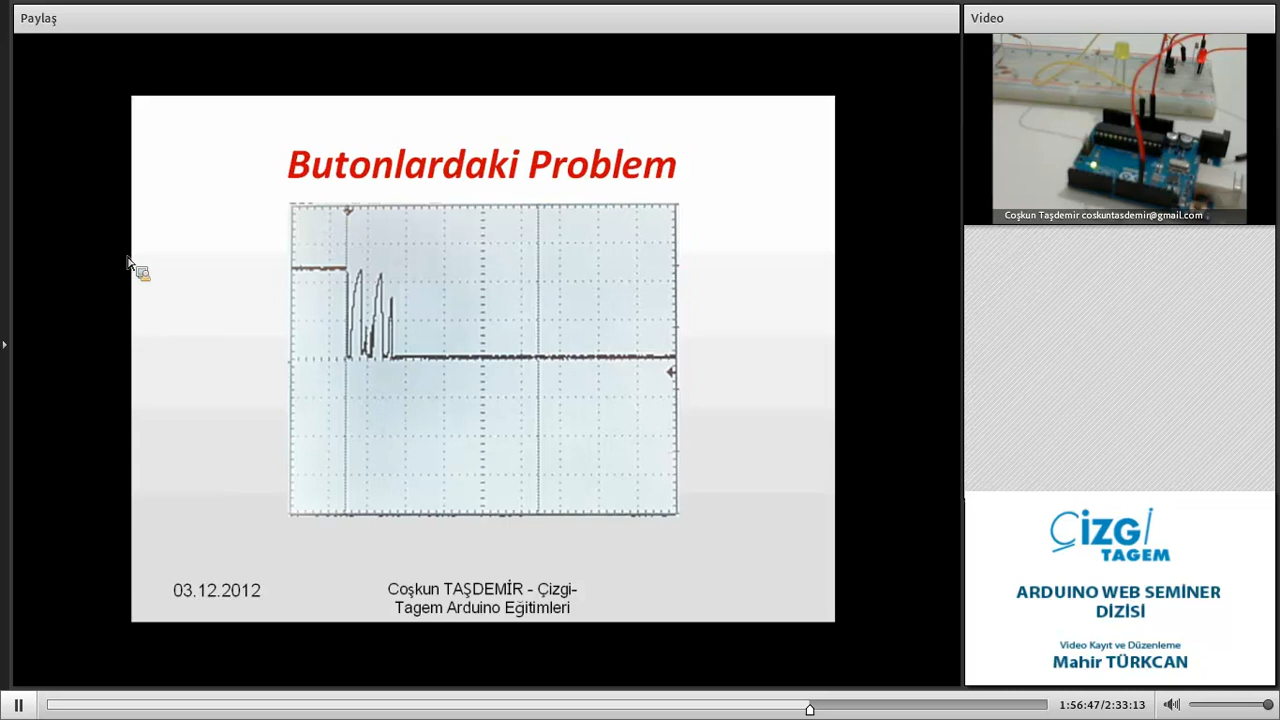 Paylaş
Video
Butonlardaki Problem
03.12.2012
Coşkun TAŞDEMİR - Çizgi-
Tagem Arduino Eğitimleri
Coşkun Taşdemir coskuntasdemir@gmail.com
ÇİZGİ
TAGEM
ARDUINO WEB SEMİNER
DİZİSİ
Video Kayıt ve Düzenleme
Mahir TÜRKCAN
1:56:47/2:33:13